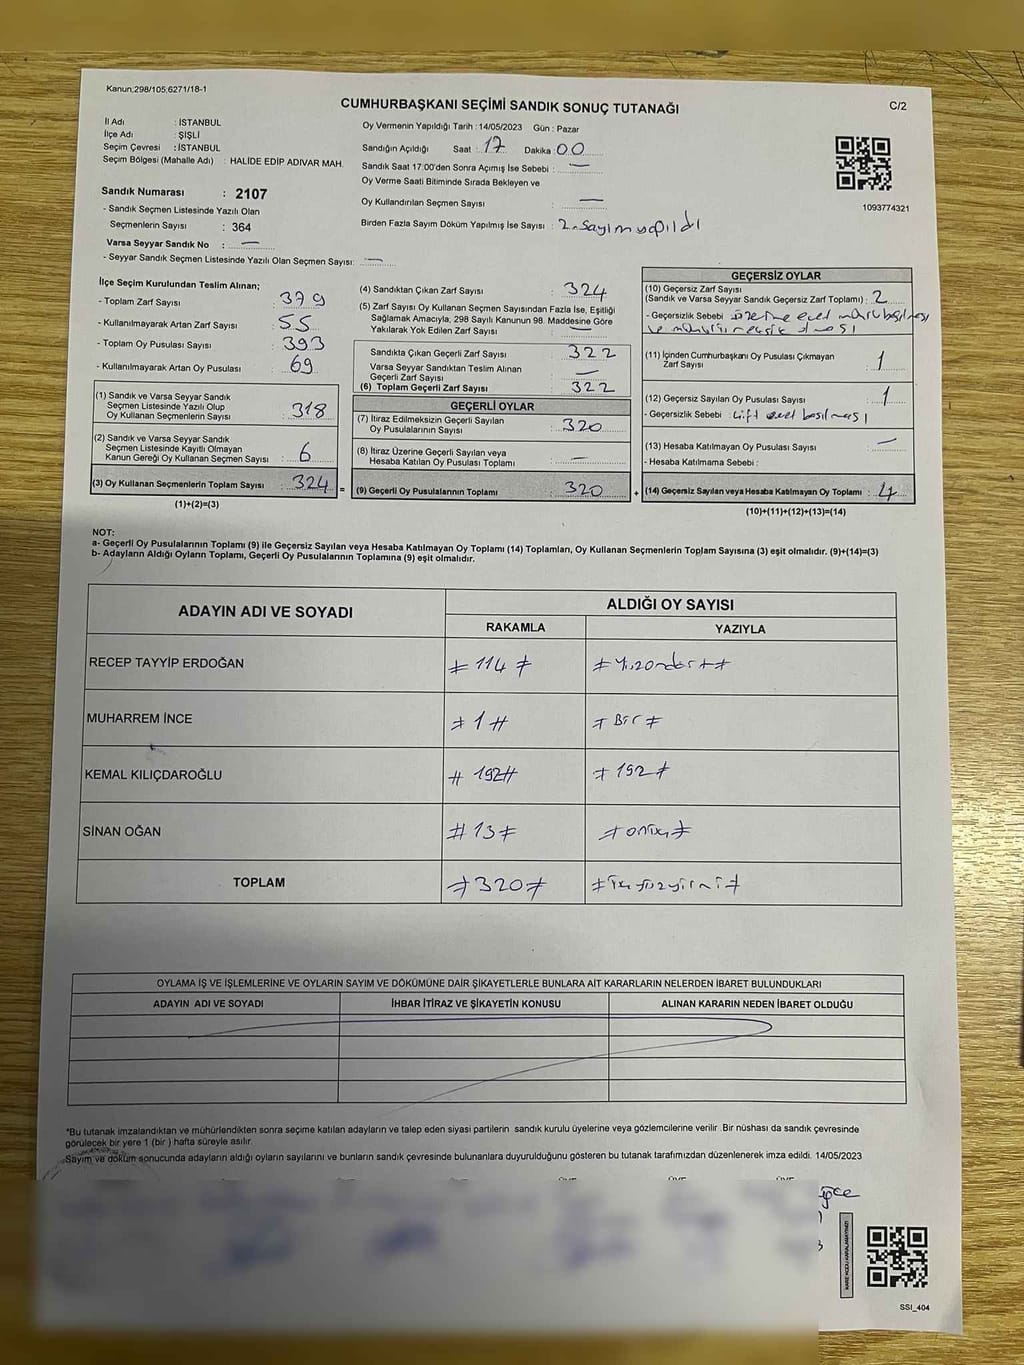 Kanun;298/105,6271/18-1
CUMHURBAŞKANI SEÇİMİ SANDIK SONUÇ TUTANAĞI
C/2
İl Adı : İSTANBUL
İlçe Adı : ŞİŞLİ
Seçim Çevresi : İSTANBUL
Seçim Bölgesi (Mahalle Adı) : HALİDE EDİP ADIVAR MAH.
Sandık Numarası : 2107
- Sandık Seçmen Listesinde Yazılı Olan
Seçmenlerin Sayısı : 364
Varsa Seyyar Sandık No : —
- Seyyar Sandık Seçmen Listesinde Yazılı Olan Seçmen Sayısı: —
Oy Vermenin Yapıldığı Tarih : 14/05/2023 Gün : Pazar
Sandığın Açıldığı Saat : 17 Dakika : 00
Sandık Saat 17:00'den Sonra Açımış İse Sebebi : —
Oy Verme Saati Bitiminde Sırada Bekleyen ve
Oy Kullandırılan Seçmen Sayısı : —
Birden Fazla Sayım Döküm Yapılmış İse Sayısı : 2. Sayım yapıldı
1093774321
İlçe Seçim Kurulundan Teslim Alınan;
- Toplam Zarf Sayısı : 379
- Kullanılmayarak Artan Zarf Sayısı : 55
- Toplam Oy Pusulası Sayısı : 393
- Kullanılmayarak Artan Oy Pusulası : 69
(1) Sandık ve Varsa Seyyar Sandık
Seçmen Listesinde Yazılı Olup
Oy Kullanan Seçmenlerin Sayısı : 318
(2) Sandık ve Varsa Seyyar Sandık
Seçmen Listesinde Kayıtlı Olmayan
Kanun Gereği Oy Kullanan Seçmen Sayısı : 6
(3) Oy Kullanan Seçmenlerin Toplam Sayısı : 324
(1)+(2)=(3)
(4) Sandıktan Çıkan Zarf Sayısı : 324
(5) Zarf Sayısı Oy Kullanan Seçmen Sayısından Fazla İse, Eşitliği
Sağlamak Amacıyla, 298 Sayılı Kanunun 98. Maddesine Göre
Yakılarak Yok Edilen Zarf Sayısı : —
Sandıkta Çıkan Geçerli Zarf Sayısı : 322
Varsa Seyyar Sandıktan Teslim Alınan
Geçerli Zarf Sayısı : —
(6) Toplam Geçerli Zarf Sayısı : 322
GEÇERLİ OYLAR
(7) İtiraz Edilmeksizin Geçerli Sayılan
Oy Pusulalarının Sayısı : 320
(8) İtiraz Üzerine Geçerli Sayılan veya
Hesaba Katılan Oy Pusulası Toplamı : —
= (9) Geçerli Oy Pusulalarının Toplamı : 320
GEÇERSİZ OYLAR
(10) Geçersiz Zarf Sayısı
(Sandık ve Varsa Seyyar Sandık Geçersiz Zarf Toplamı) : 2
- Geçersizlik Sebebi : üzerine evet mührü basılması
ve mührü
(11) İçinden Cumhurbaşkanı Oy Pusulası Çıkmayan
Zarf Sayısı : 1
(12) Geçersiz Sayılan Oy Pusulası Sayısı : 1
- Geçersizlik Sebebi : çift evet basılması
(13) Hesaba Katılmayan Oy Pusulası Sayısı : —
- Hesaba Katılmama Sebebi :
+ (14) Geçersiz Sayılan veya Hesaba Katılmayan Oy Toplamı : 4
(10)+(11)+(12)+(13)=(14)
NOT:
a- Geçerli Oy Pusulalarının Toplamı (9) ile Geçersiz Sayılan veya Hesaba Katılmayan Oy Toplamı (14) Toplamları, Oy Kullanan Seçmenlerin Toplam Sayısına (3) eşit olmalıdır. (9)+(14)=(3)
b- Adayların Aldığı Oyların Toplamı, Geçerli Oy Pusulalarının Toplamına (9) eşit olmalıdır.
ADAYIN ADI VE SOYADI
ALDIĞI OY SAYISI
RAKAMLA YAZIYLA
RECEP TAYYİP ERDOĞAN ≠ 114 ≠ ≠ Yüzondört ≠
MUHARREM İNCE ≠ 1 # ≠ Bir ≠
KEMAL KILIÇDAROĞLU # 192# ≠ 192 ≠
SİNAN OĞAN # 13 ≠ ≠ onüç ≠
TOPLAM ≠ 320 ≠ ≠ üçyüzyirmi ≠
OYLAMA İŞ VE İŞLEMLERİNE VE OYLARIN SAYIM VE DÖKÜMÜNE DAİR ŞİKAYETLERLE BUNLARA AİT KARARLARIN NELERDEN İBARET BULUNDUKLARI
ADAYIN ADI VE SOYADI İHBAR İTİRAZ VE ŞİKAYETİN KONUSU ALINAN KARARIN NEDEN İBARET OLDUĞU
*Bu tutanak imzalandıktan ve mühürlendikten sonra seçime katılan adayların ve talep eden siyasi partilerin sandık kurulu üyelerine veya gözlemcilerine verilir. Bir nüshası da sandık çevresinde
görülecek bir yere 1 (bir ) hafta süreyle asılır.
Sayım ve döküm sonucunda adayların aldığı oyların sayılarını ve bunların sandık çevresinde bulunanlara duyurulduğunu gösteren bu tutanak tarafımızdan düzenlenerek imza edildi. 14/05/2023
SSI_404